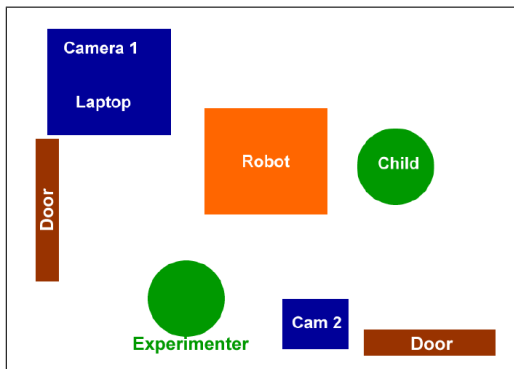 Camera 1
Laptop
Robot
Child
Door
Cam 2
Experimenter
Door